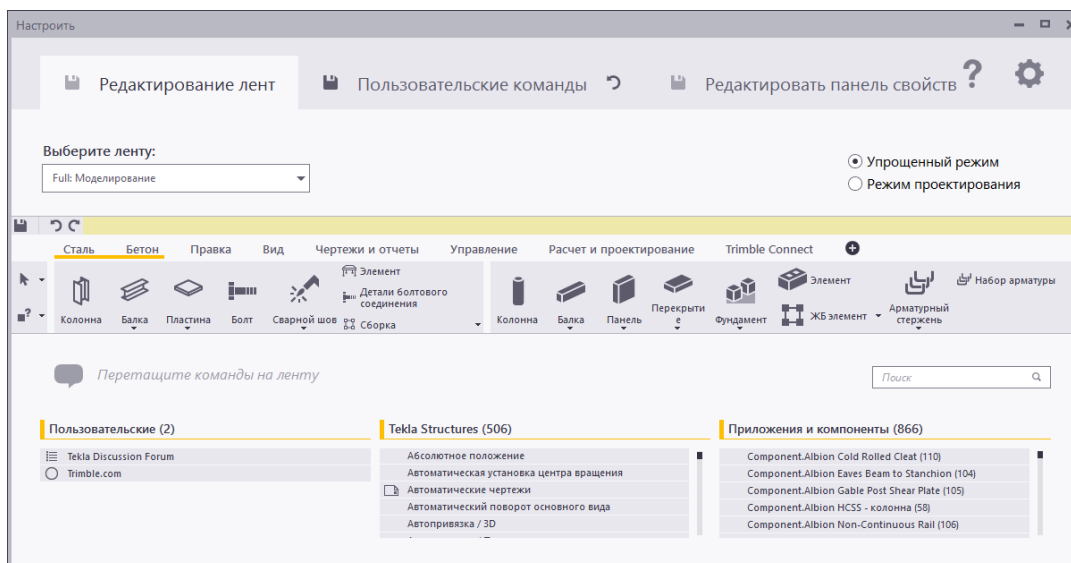 Настроить
Редактирование лент
Пользовательские команды
Редактировать панель свойств
?
Выберите ленту:
Full: Моделирование
Упрощенный режим
Режим проектирования
Сталь Бетон Правка Вид Чертежи и отчеты Управление Расчет и проектирование Trimble Connect
Колонна
Балка
Пластина
Болт
Сварной шов
Элемент
Детали болтового
соединения
Сборка
Колонна
Балка
Панель
Перекрыти
е
Фундамент
Элемент
ЖБ элемент
Арматурный
стержень
Набор арматуры
Перетащите команды на ленту
Поиск
Пользовательские (2)
Tekla Discussion Forum
Trimble.com
Tekla Structures (506)
Абсолютное положение
Автоматическая установка центра вращения
Автоматические чертежи
Автоматический поворот основного вида
Автопривязка / 3D
Приложения и компоненты (866)
Component.Albion Cold Rolled Cleat (110)
Component.Albion Eaves Beam to Stanchion (104)
Component.Albion Gable Post Shear Plate (105)
Component.Albion HCSS - колонна (58)
Component.Albion Non-Continuous Rail (106)